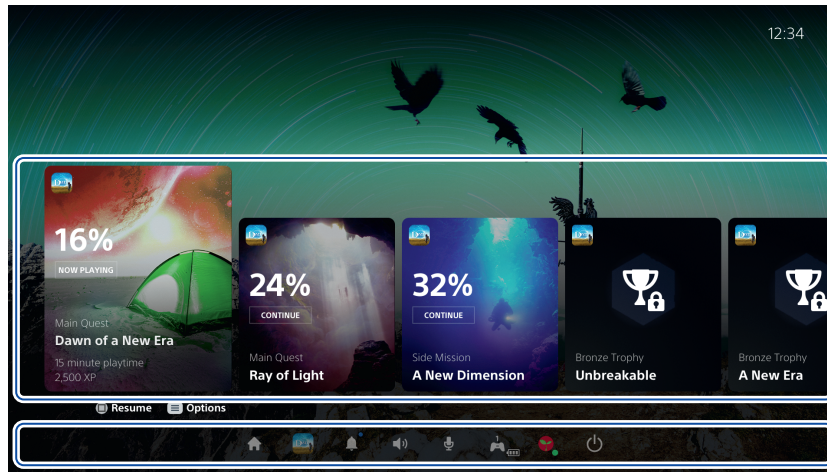 12:34
16%
NOW PLAYING
Main Quest
Dawn of a New Era
15 minute playtime
2,500 XP
24%
CONTINUE
Main Quest
Ray of Light
32%
CONTINUE
Side Mission
A New Dimension
Bronze Trophy
Unbreakable
Bronze Trophy
A New Era
Resume
Options
1